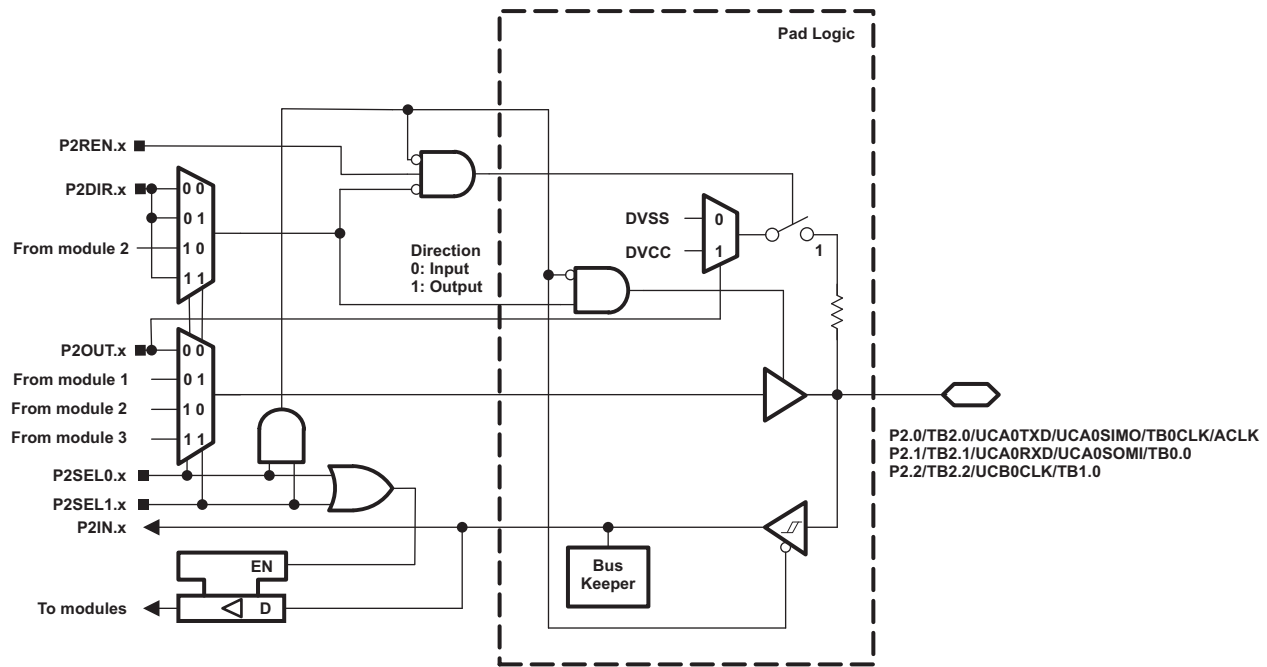 Pad Logic
P2REN.x
P2DIR.x
0 0
0 1
From module 2
1 0
1 1
Direction
0: Input
1: Output
DVSS
0
DVCC
1
1
P2OUT.x
0 0
From module 1
0 1
From module 2
1 0
From module 3
1 1
P2SEL0.x
P2SEL1.x
P2IN.x
P2.0/TB2.0/UCA0TXD/UCA0SIMO/TB0CLK/ACLK
P2.1/TB2.1/UCA0RXD/UCA0SOMI/TB0.0
P2.2/TB2.2/UCB0CLK/TB1.0
Bus
Keeper
EN
To modules
D